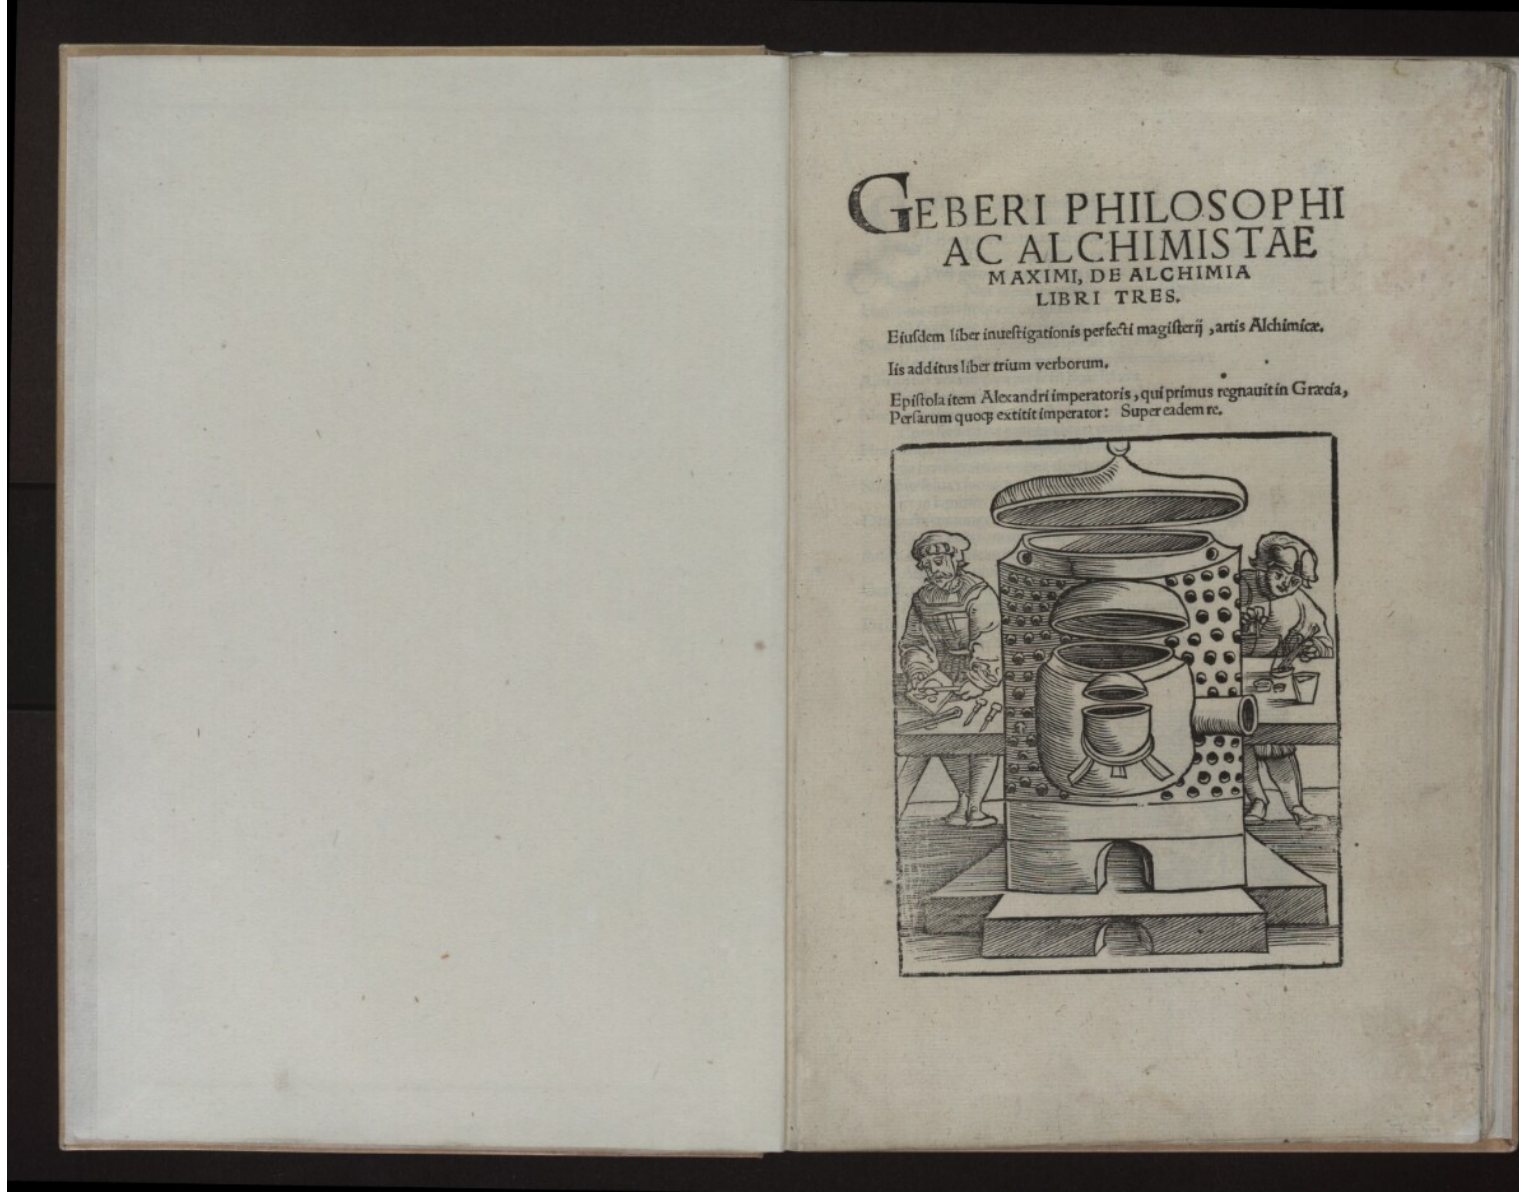 GEBERI PHILOSOPHI
AC ALCHIMISTAE
MAXIMI, DE ALCHIMIA
LIBRI TRES.
Eiuſdem liber inueſtigationis perfecti magiſterij, artis Alchimicæ.
Iis additus liber trium verborum.
Epiſtola item Alexandri imperatoris, qui primus regnauit in Græcia,
Perſarum quoqꝫ extitit imperator: Super eadem re.